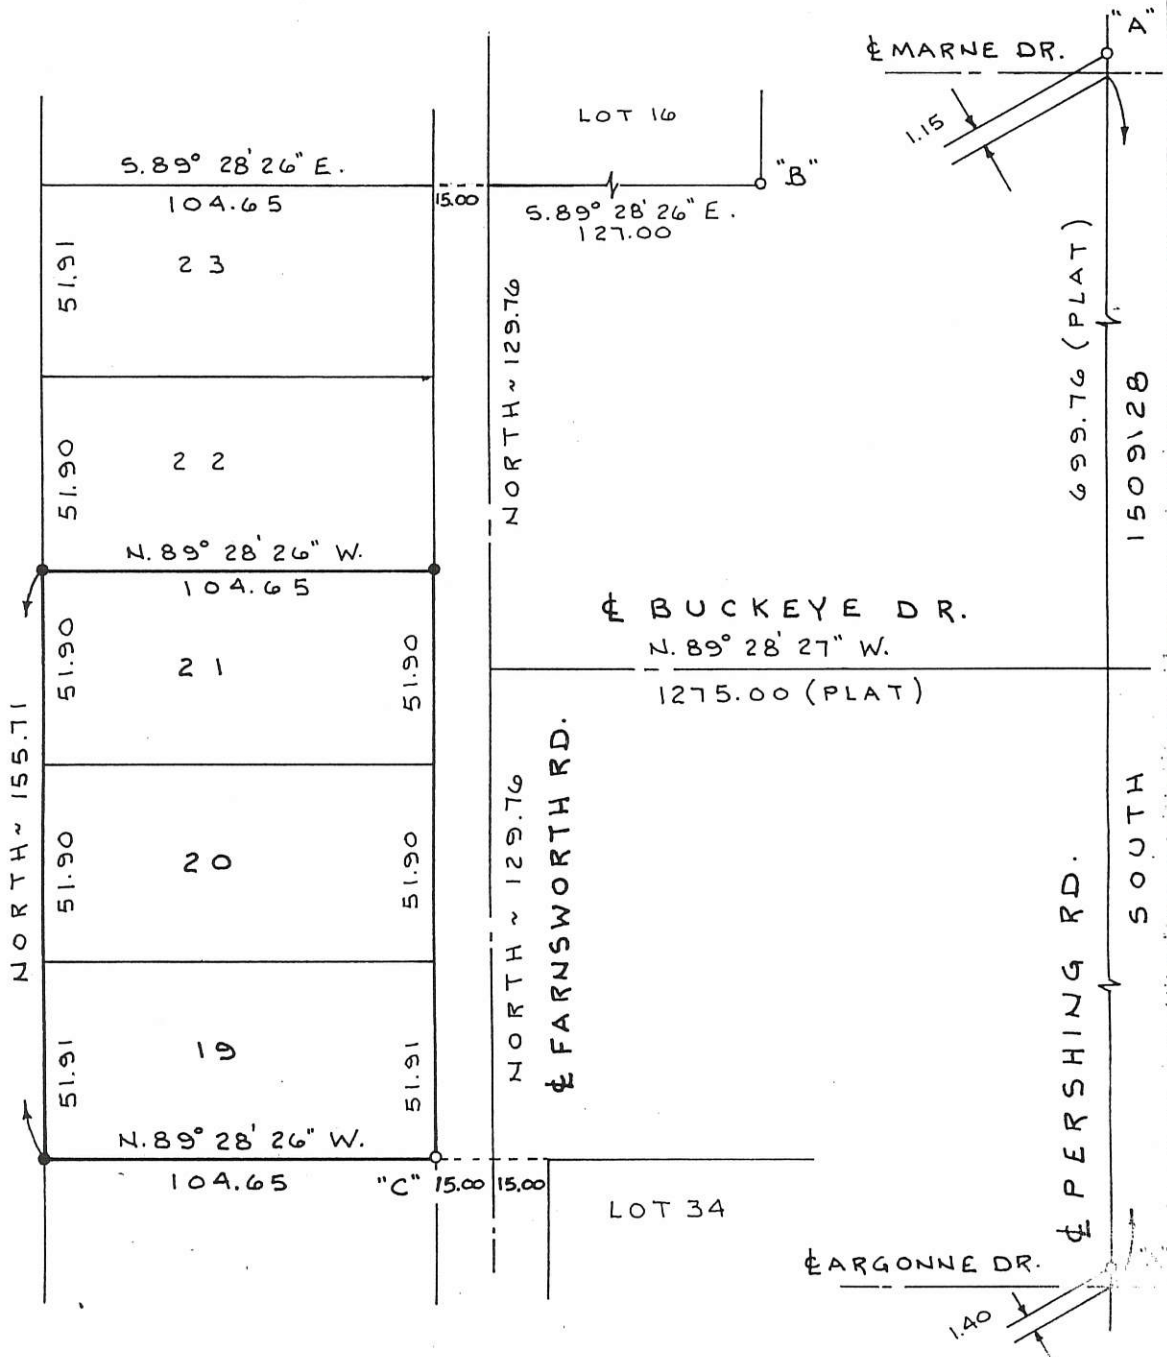 "A"
℄ MARNE DR.
LOT 16
1.15
S. 89° 28' 26" E.
104.65
15.00
"B"
S. 89° 28' 26" E.
127.00
51.91
23
NORTH ~ 129.76
699.76 (PLAT)
1509128
51.90
22
N. 89° 28' 26" W.
104.65
℄ BUCKEYE DR.
N. 89° 28' 27" W.
1275.00 (PLAT)
51.90
21
51.90
NORTH ~ 155.71
NORTH ~ 129.76
℄ FARNSWORTH RD.
SOUTH
51.90
20
51.90
℄ PERSHING RD.
51.91
19
51.91
N. 89° 28' 26" W.
104.65
"C"
15.00
15.00
LOT 34
℄ ARGONNE DR.
1.40